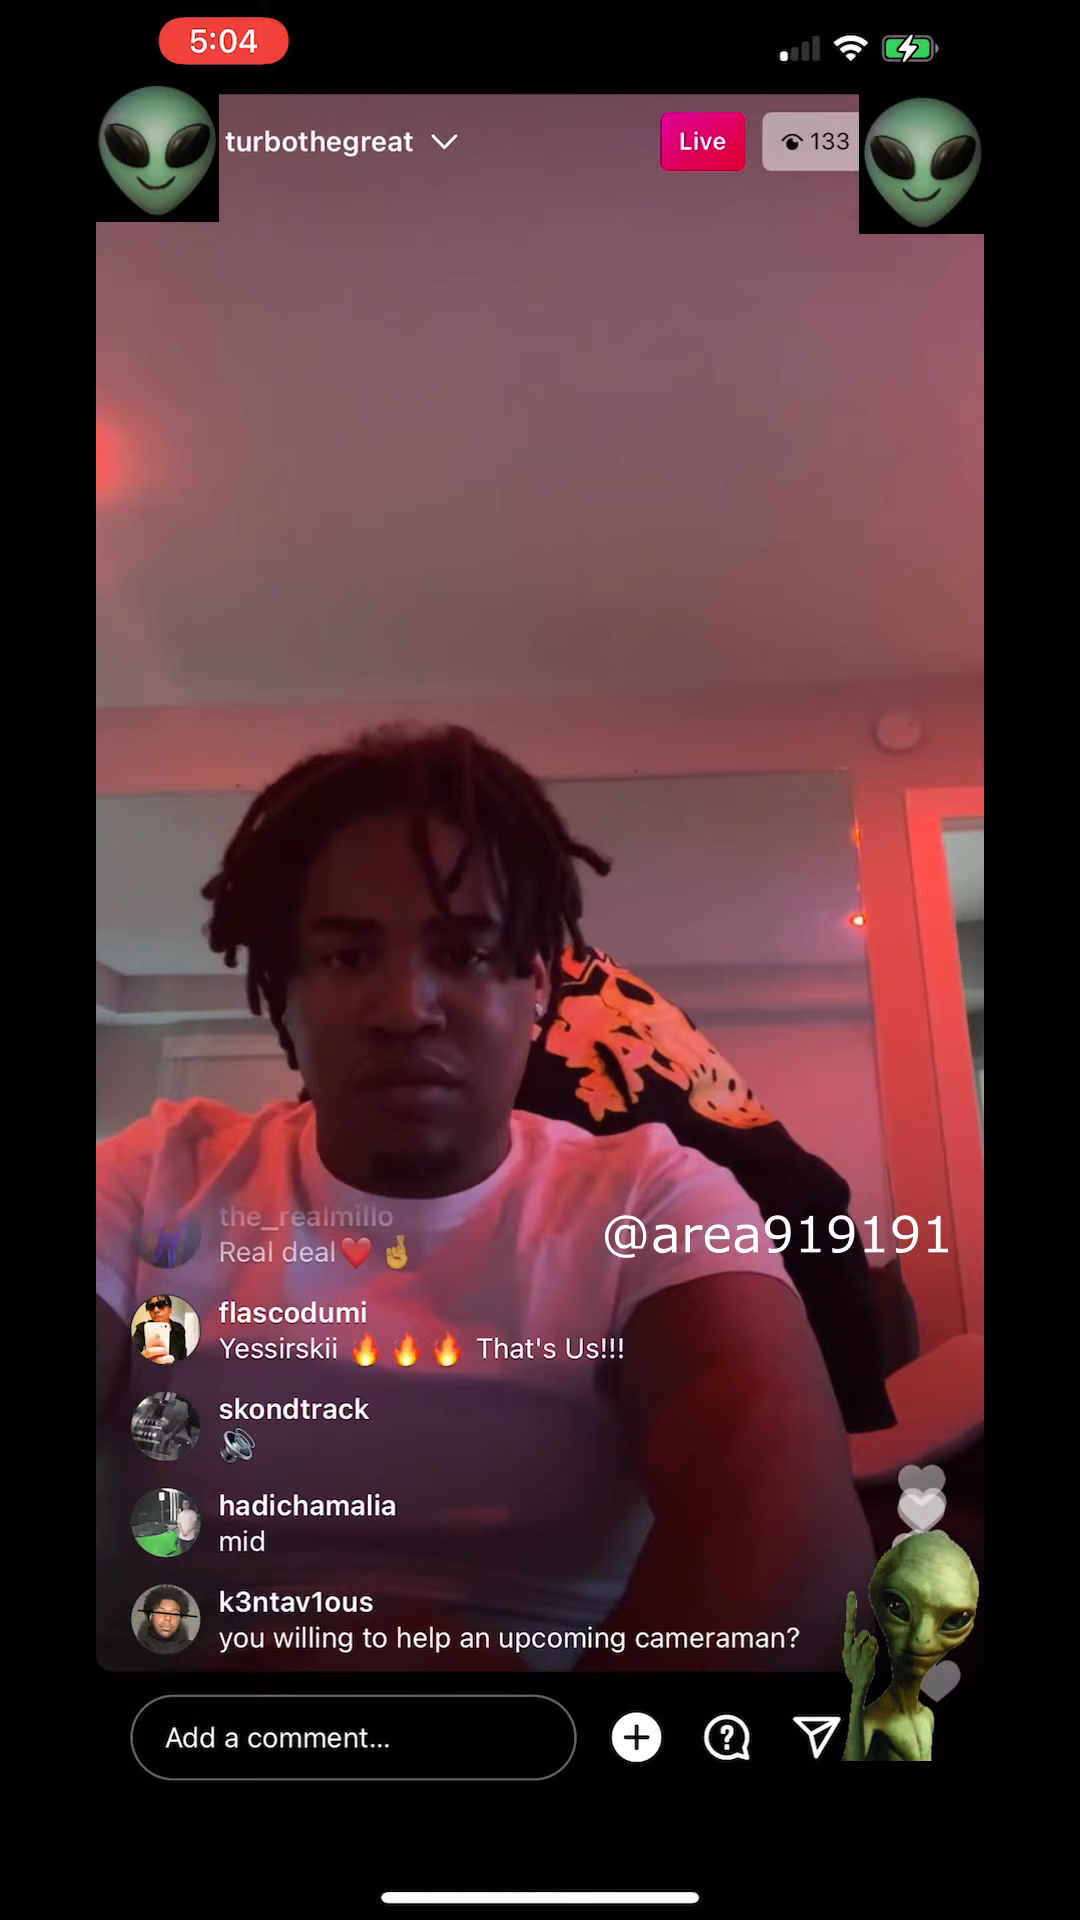 5:04
turbothegreat
Live
133
the_realmillo
Real deal❤️🤞
@area919191
flascodumi
Yessirskii 🔥🔥🔥 That's Us!!!
skondtrack
🔊
hadichamalia
mid
k3ntav1ous
you willing to help an upcoming cameraman?
Add a comment...